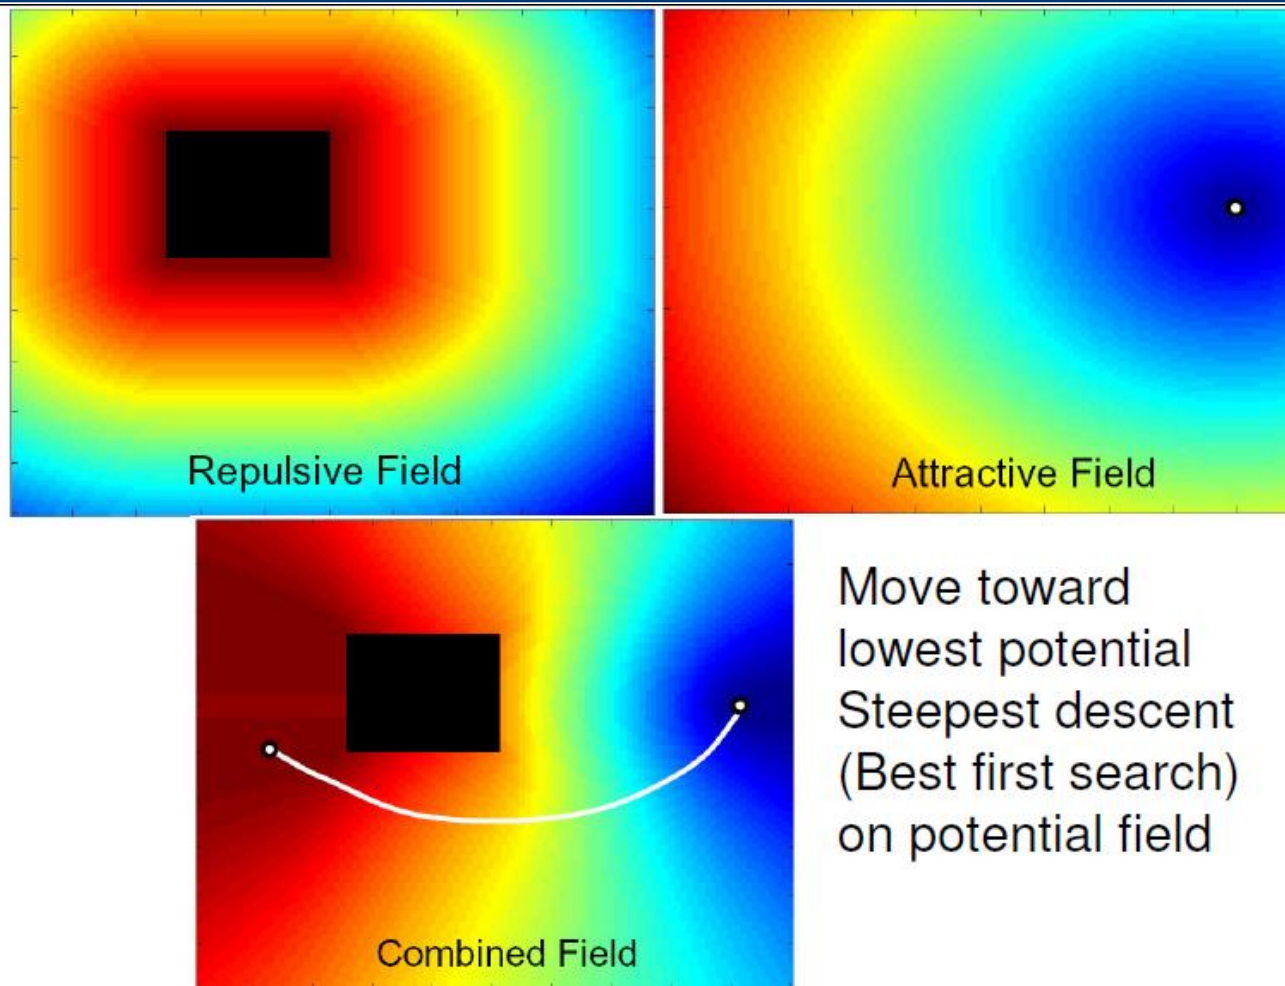 Repulsive Field
Attractive Field
Move toward
lowest potential
Steepest descent
(Best first search)
on potential field
Combined Field